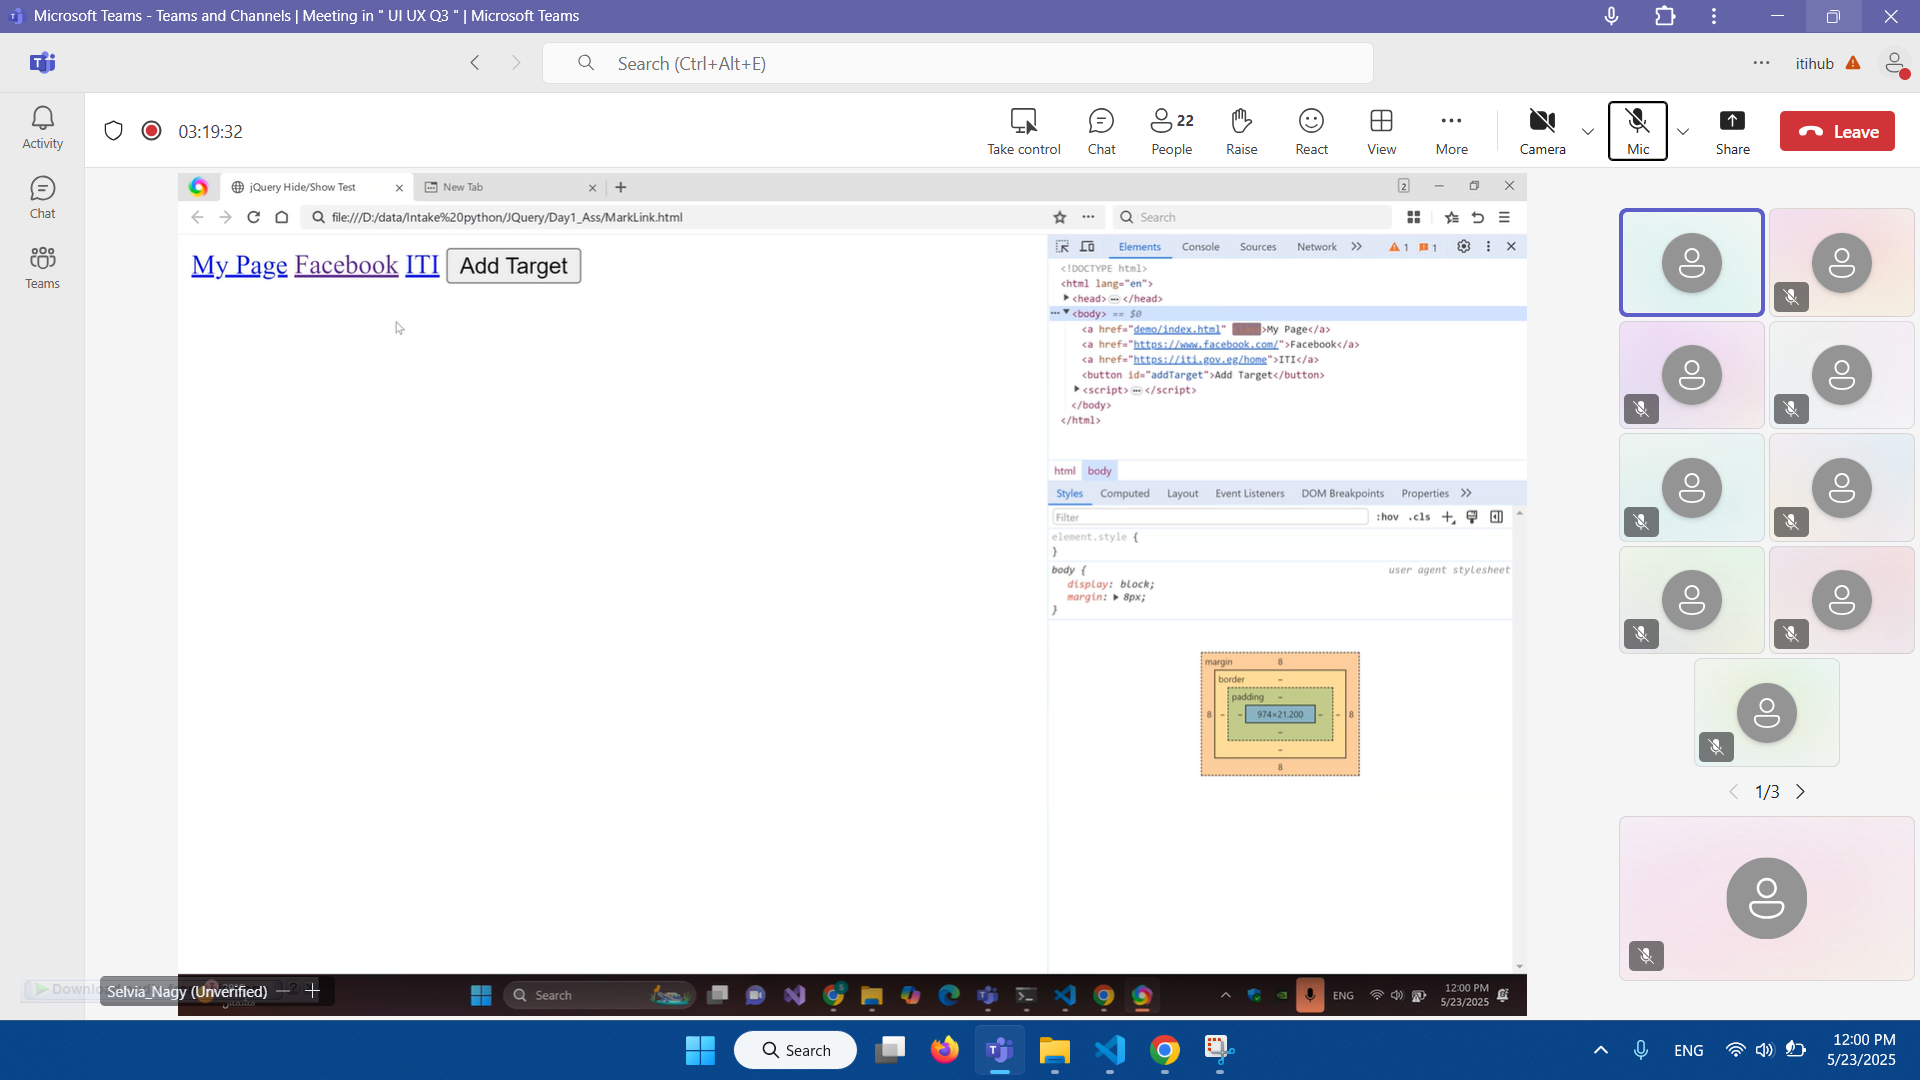 Microsoft Teams - Teams and Channels | Meeting in " UI UX Q3 " | Microsoft Teams
Search (Ctrl+Alt+E)
itihub
Activity
Chat
Teams
03:19:32
Take control
Chat
22
People
Raise
React
View
More
Camera
Mic
Share
Leave
jQuery Hide/Show Test
New Tab
2
file:///D:/data/Intake%20python/JQuery/Day1_Ass/MarkLink.html
Search
My Page Facebook ITI Add Target
Elements Console Sources Network 1 1
<!DOCTYPE html>
<html lang="en">
<head> </head>
<body> == $0
<a href="demo/index.html" >My Page</a>
<a href="https://www.facebook.com/">Facebook</a>
<a href="https://iti.gov.eg/home">ITI</a>
<button id="addTarget">Add Target</button>
<script> </script>
</body>
</html>
html body
Styles Computed Layout Event Listeners DOM Breakpoints Properties
Filter
:hov .cls
element.style {
}
body {
user agent stylesheet
display: block;
margin: 8px;
}
margin 8
border -
padding -
8 - - 974×21.200 - - 8
-
-
8
1/3
Selvia_Nagy (Unverified)
Search
ENG
12:00 PM
5/23/2025
Search
ENG
12:00 PM
5/23/2025